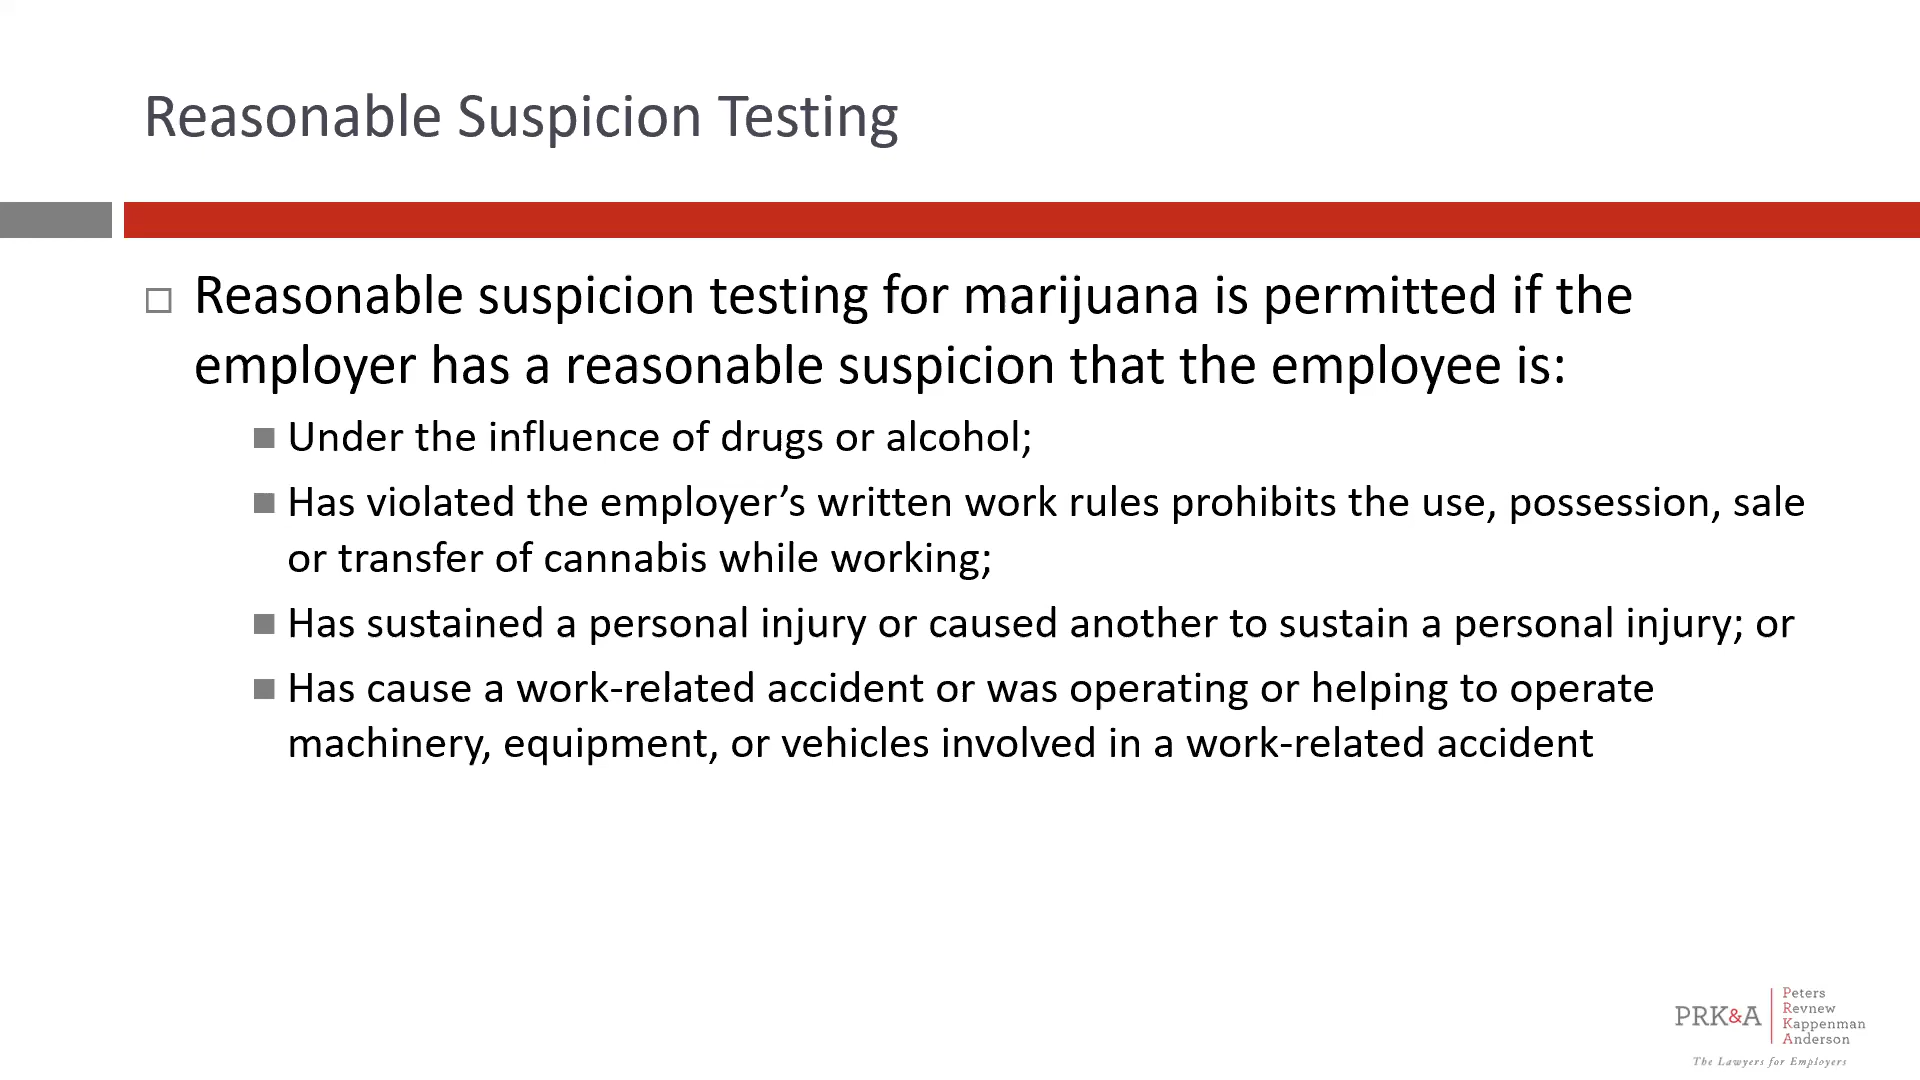 Reasonable Suspicion Testing
Reasonable suspicion testing for marijuana is permitted if the
employer has a reasonable suspicion that the employee is:
Under the influence of drugs or alcohol;
Has violated the employer’s written work rules prohibits the use, possession, sale
or transfer of cannabis while working;
Has sustained a personal injury or caused another to sustain a personal injury; or
Has cause a work-related accident or was operating or helping to operate
machinery, equipment, or vehicles involved in a work-related accident
PRK&A
Peters
Revnew
Kappenman
Anderson
The Lawyers for Employers